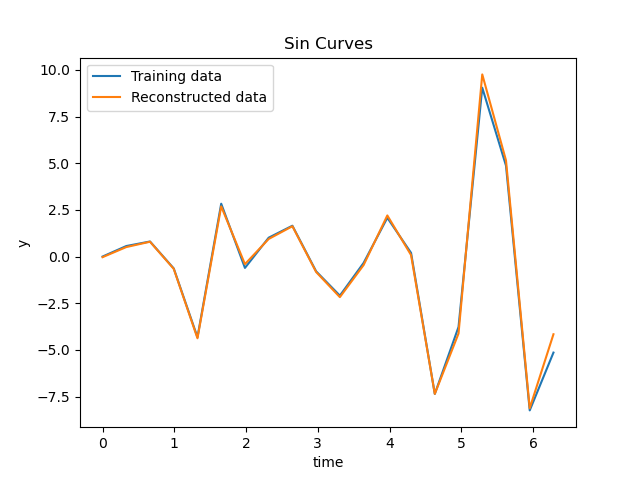 Sin Curves
Training data
Reconstructed data
10.0
7.5
5.0
2.5
0.0
−2.5
−5.0
−7.5
y
0 1 2 3 4 5 6
time